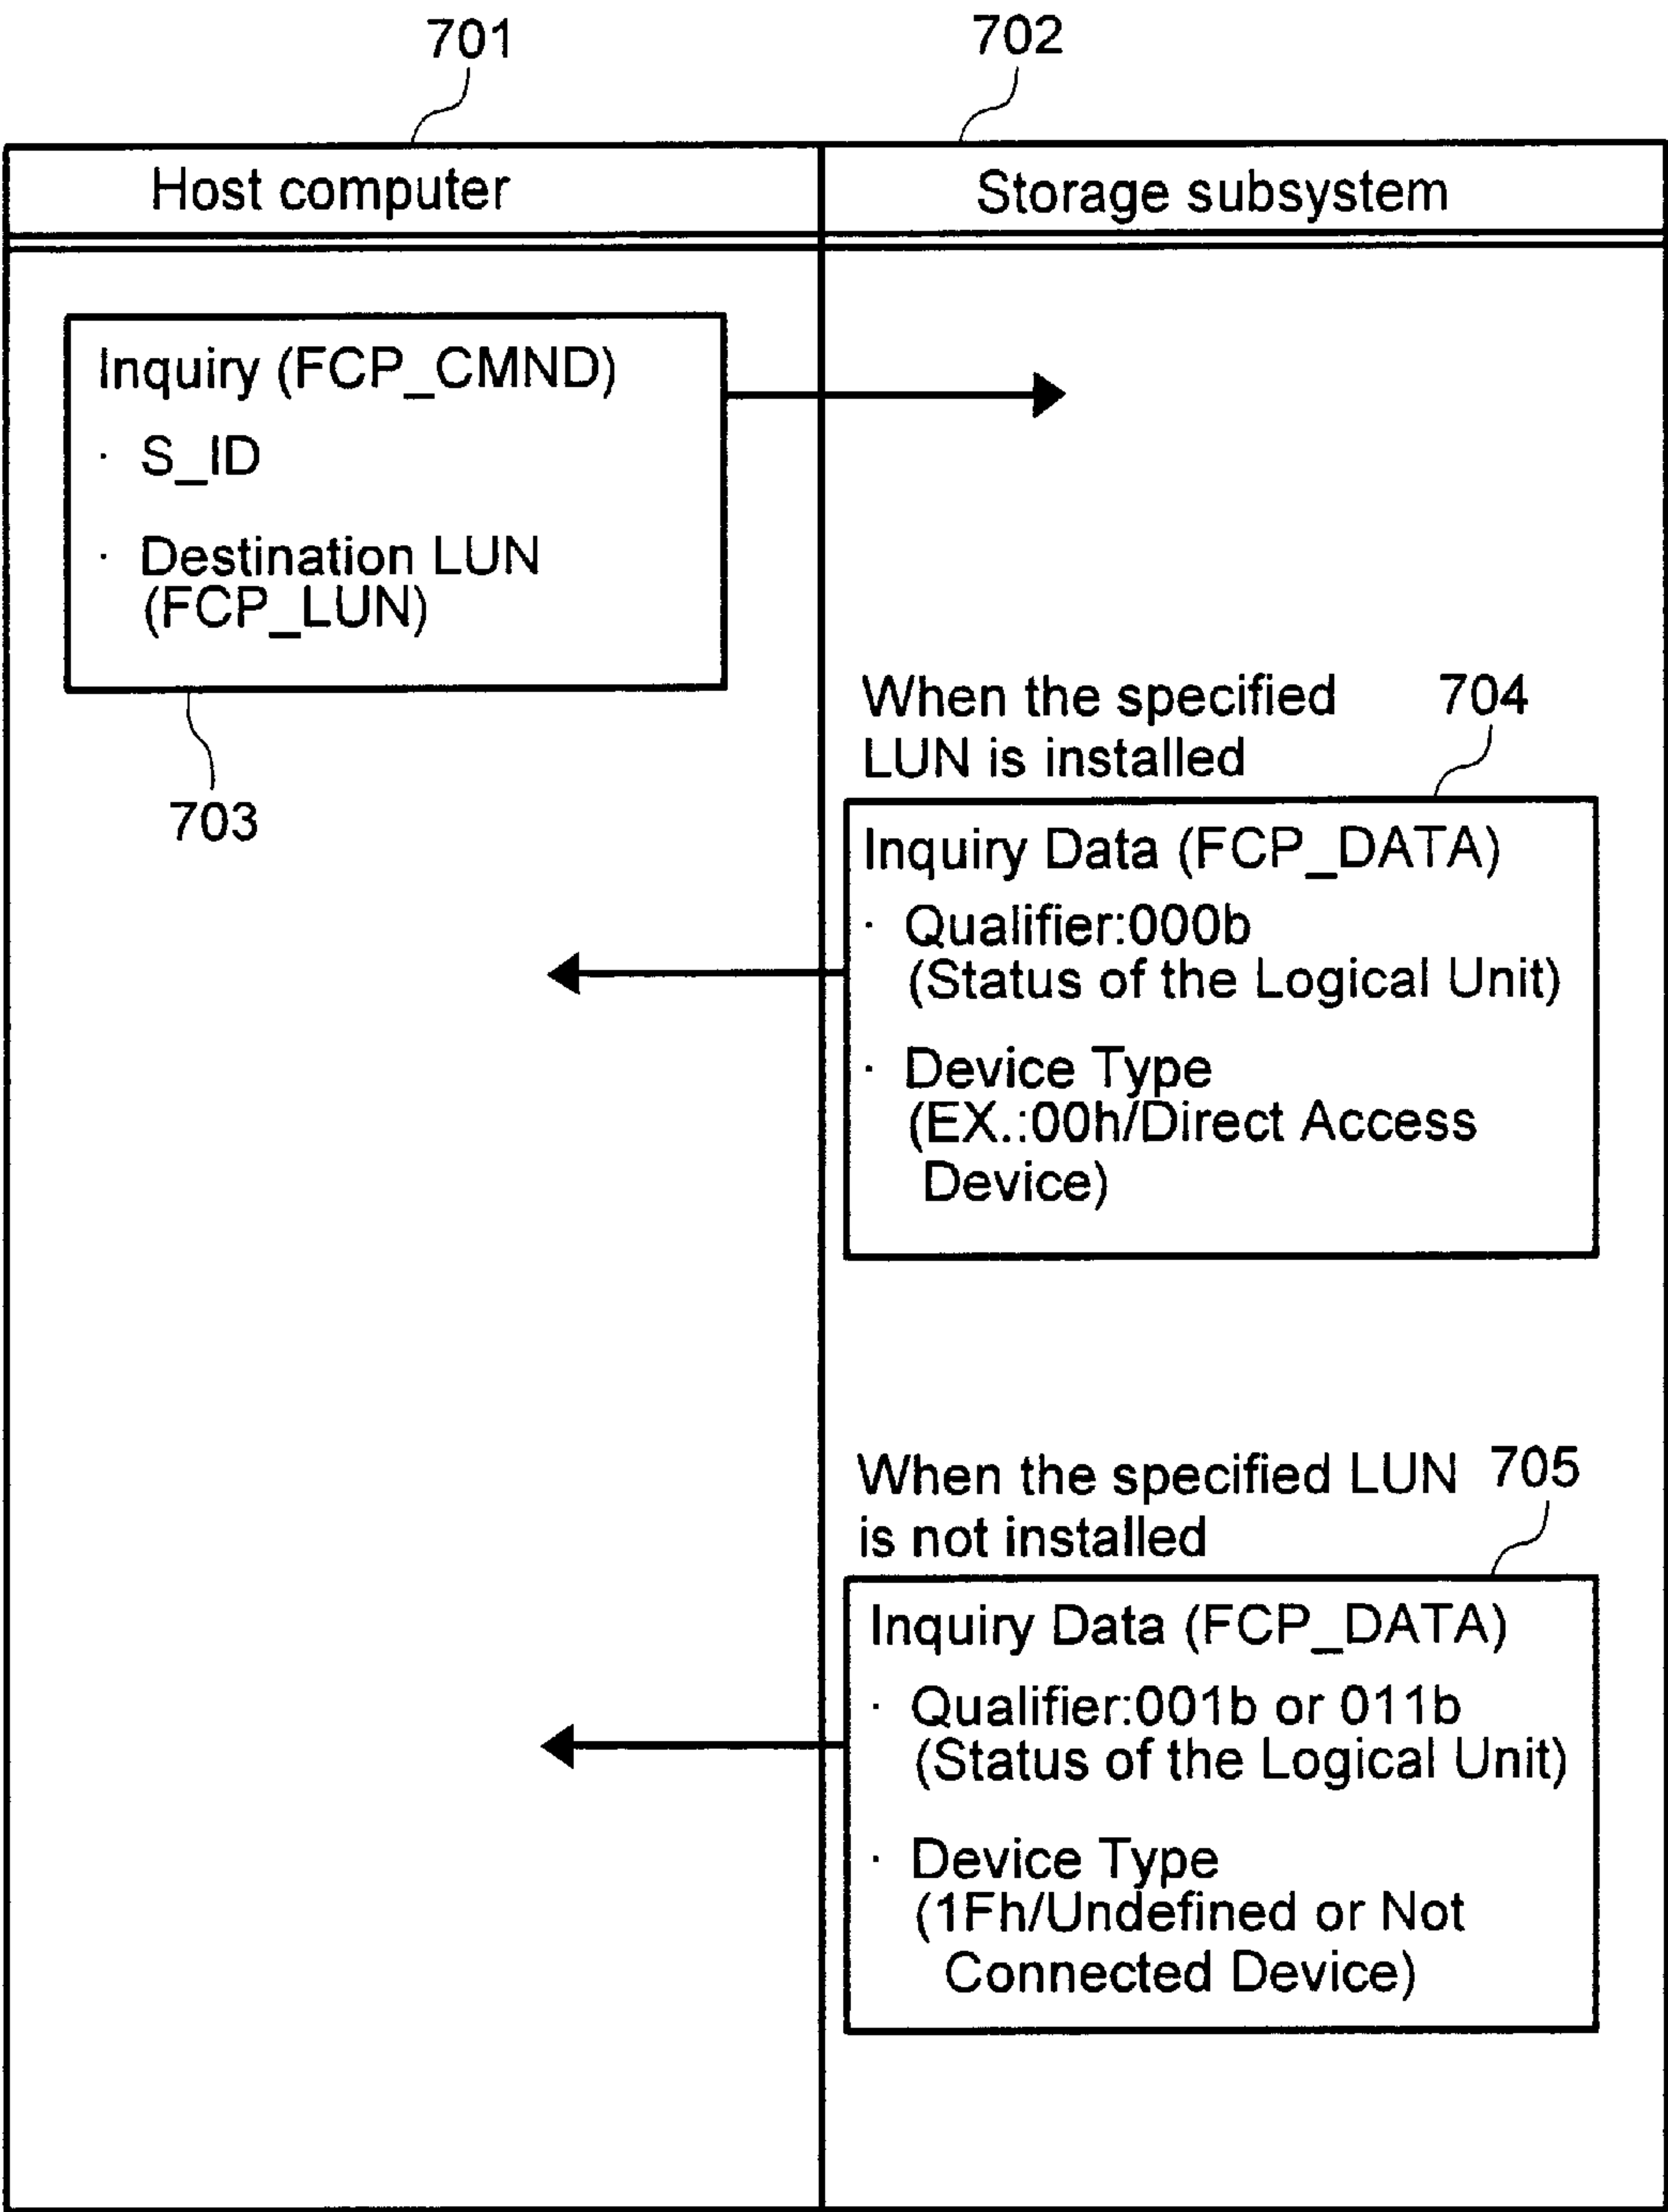 701
702
Host computer
Storage subsystem
Inquiry (FCP_CMND)
· S_ID
· Destination LUN
(FCP_LUN)
703
When the specified
LUN is installed
704
Inquiry Data (FCP_DATA)
· Qualifier:000b
(Status of the Logical Unit)
· Device Type
(EX.:00h/Direct Access
Device)
When the specified LUN
is not installed
705
Inquiry Data (FCP_DATA)
· Qualifier:001b or 011b
(Status of the Logical Unit)
· Device Type
(1Fh/Undefined or Not
Connected Device)